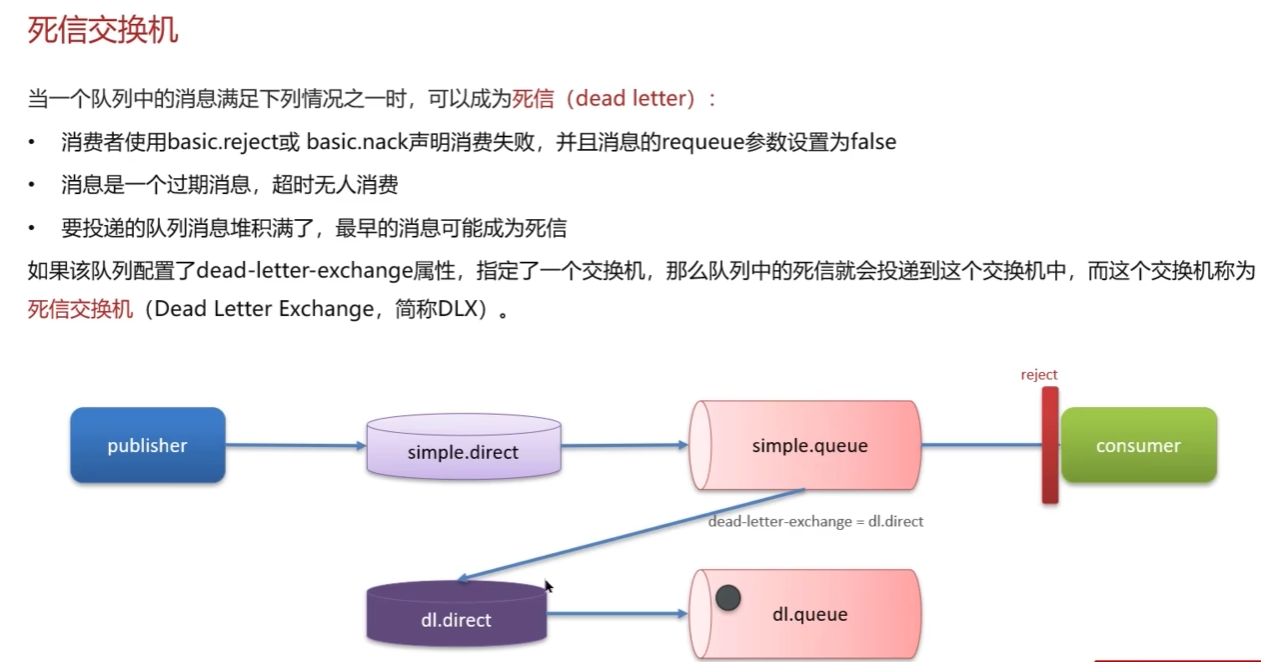 死信交换机
当一个队列中的消息满足下列情况之一时，可以成为死信（dead letter）：
• 消费者使用basic.reject或 basic.nack声明消费失败，并且消息的requeue参数设置为false
• 消息是一个过期消息，超时无人消费
• 要投递的队列消息堆积满了，最早的消息可能成为死信
如果该队列配置了dead-letter-exchange属性，指定了一个交换机，那么队列中的死信就会投递到这个交换机中，而这个交换机称为
死信交换机（Dead Letter Exchange，简称DLX）。
reject
publisher
simple.direct
simple.queue
consumer
dead-letter-exchange = dl.direct
dl.direct
dl.queue